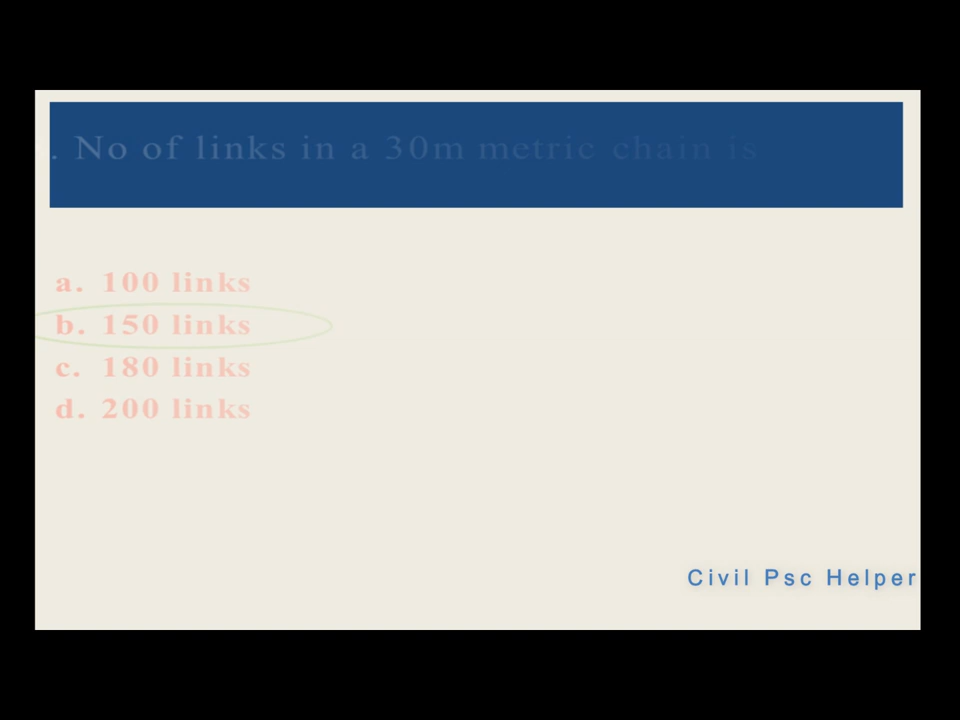 . No of links in a 30m metric chain is
a. 100 links
b. 150 links
c. 180 links
d. 200 links
Civil Psc Helper